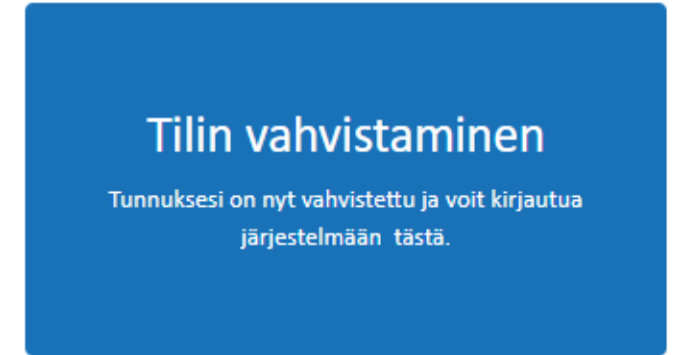 Tilin vahvistaminen
Tunnuksesi on nyt vahvistettu ja voit kirjautua
järjestelmään tästä.